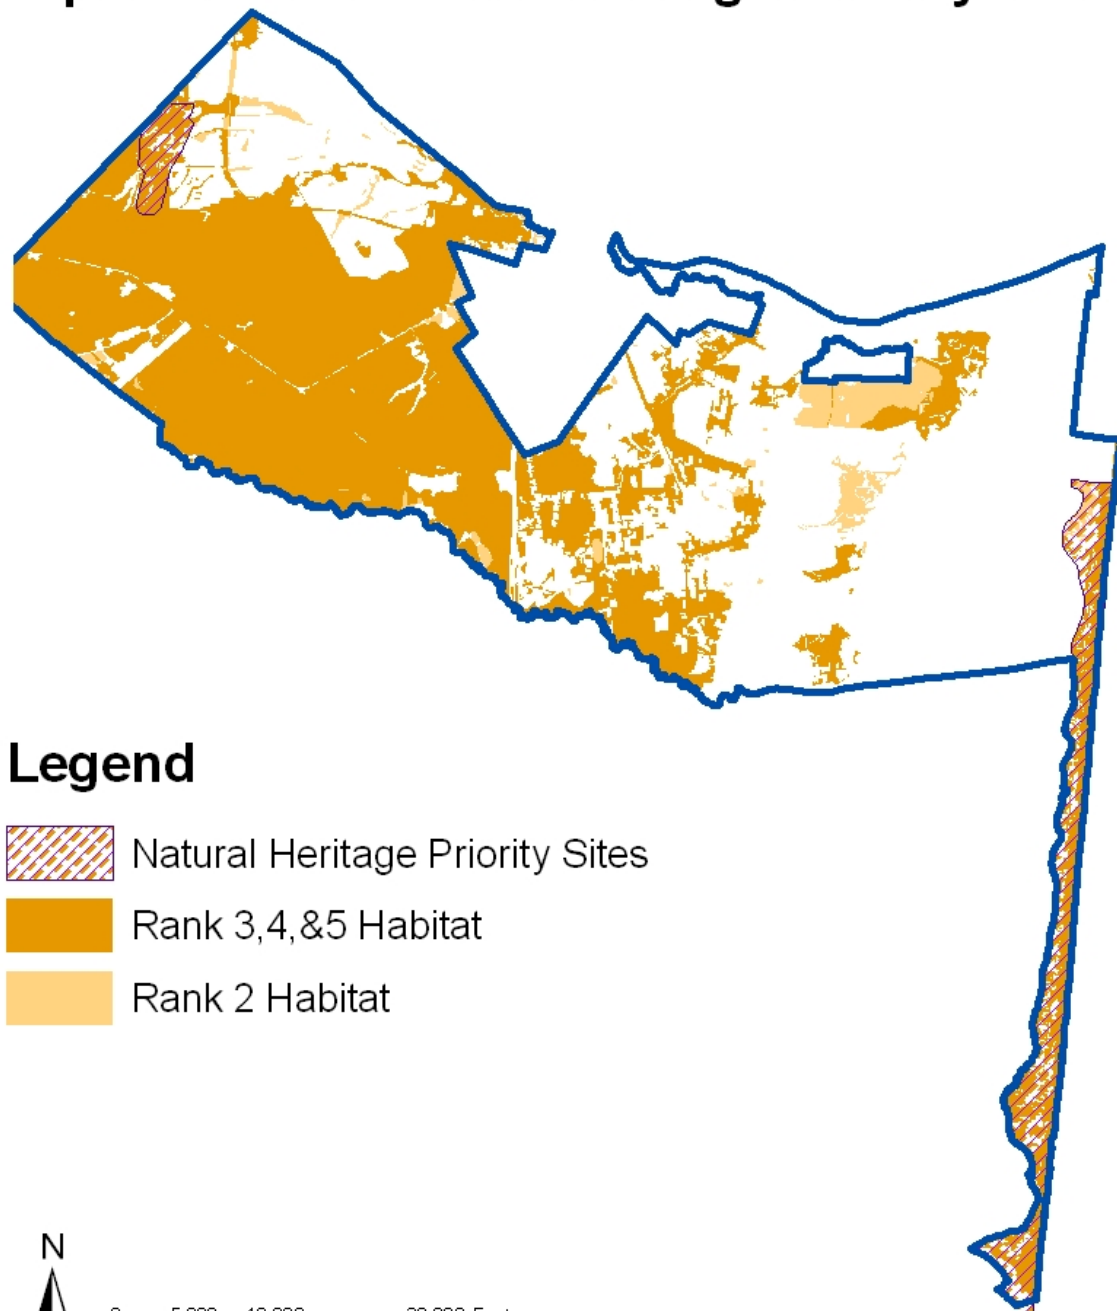 Legend
Natural Heritage Priority Sites
Rank 3,4,&5 Habitat
Rank 2 Habitat
N